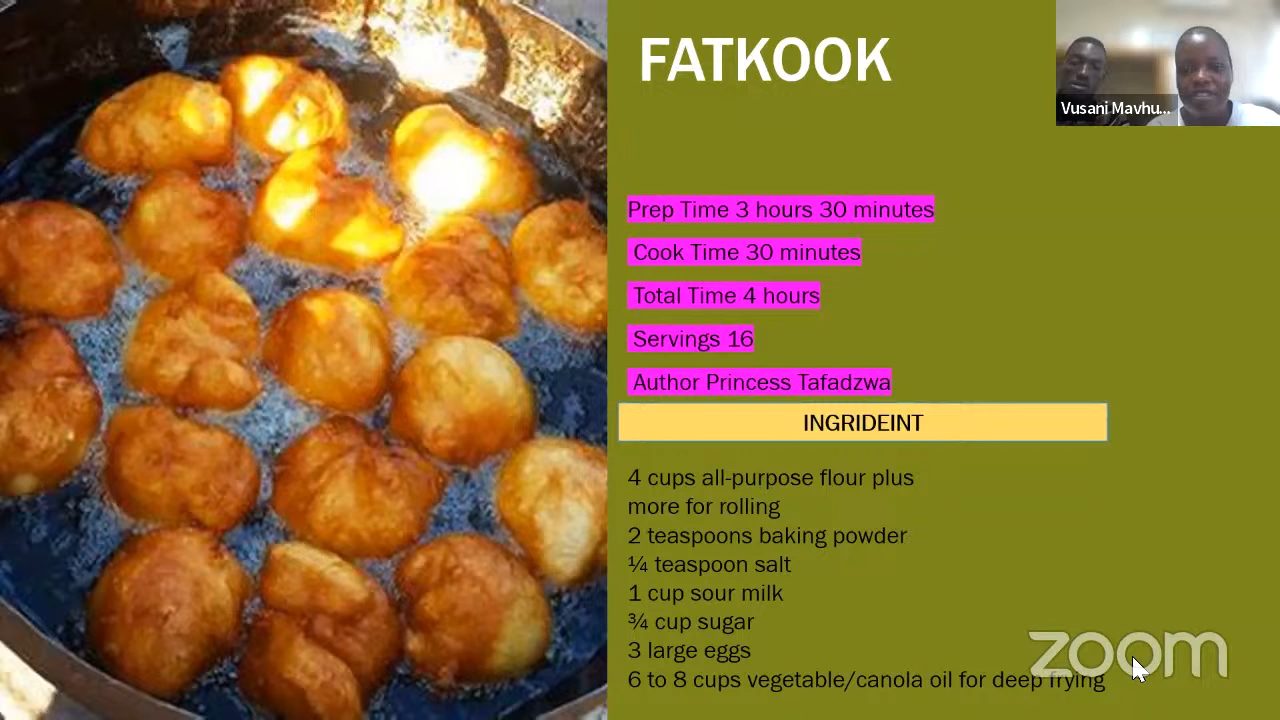 FATKOOK
Vusani Mavhu...
Prep Time 3 hours 30 minutes
Cook Time 30 minutes
Total Time 4 hours
Servings 16
Author Princess Tafadzwa
INGRIDEINT
4 cups all-purpose flour plus
more for rolling
2 teaspoons baking powder
¼ teaspoon salt
1 cup sour milk
¾ cup sugar
3 large eggs
6 to 8 cups vegetable/canola oil for deep frying
zoom